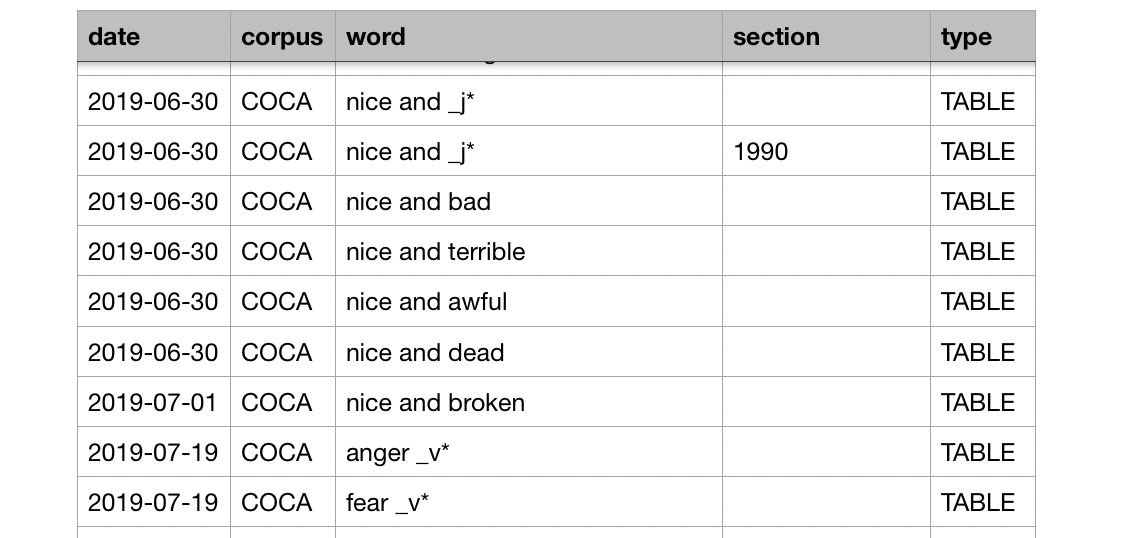 date corpus word section type
2019-06-30 COCA nice and _j* TABLE
2019-06-30 COCA nice and _j* 1990 TABLE
2019-06-30 COCA nice and bad TABLE
2019-06-30 COCA nice and terrible TABLE
2019-06-30 COCA nice and awful TABLE
2019-06-30 COCA nice and dead TABLE
2019-07-01 COCA nice and broken TABLE
2019-07-19 COCA anger _v* TABLE
2019-07-19 COCA fear _v* TABLE